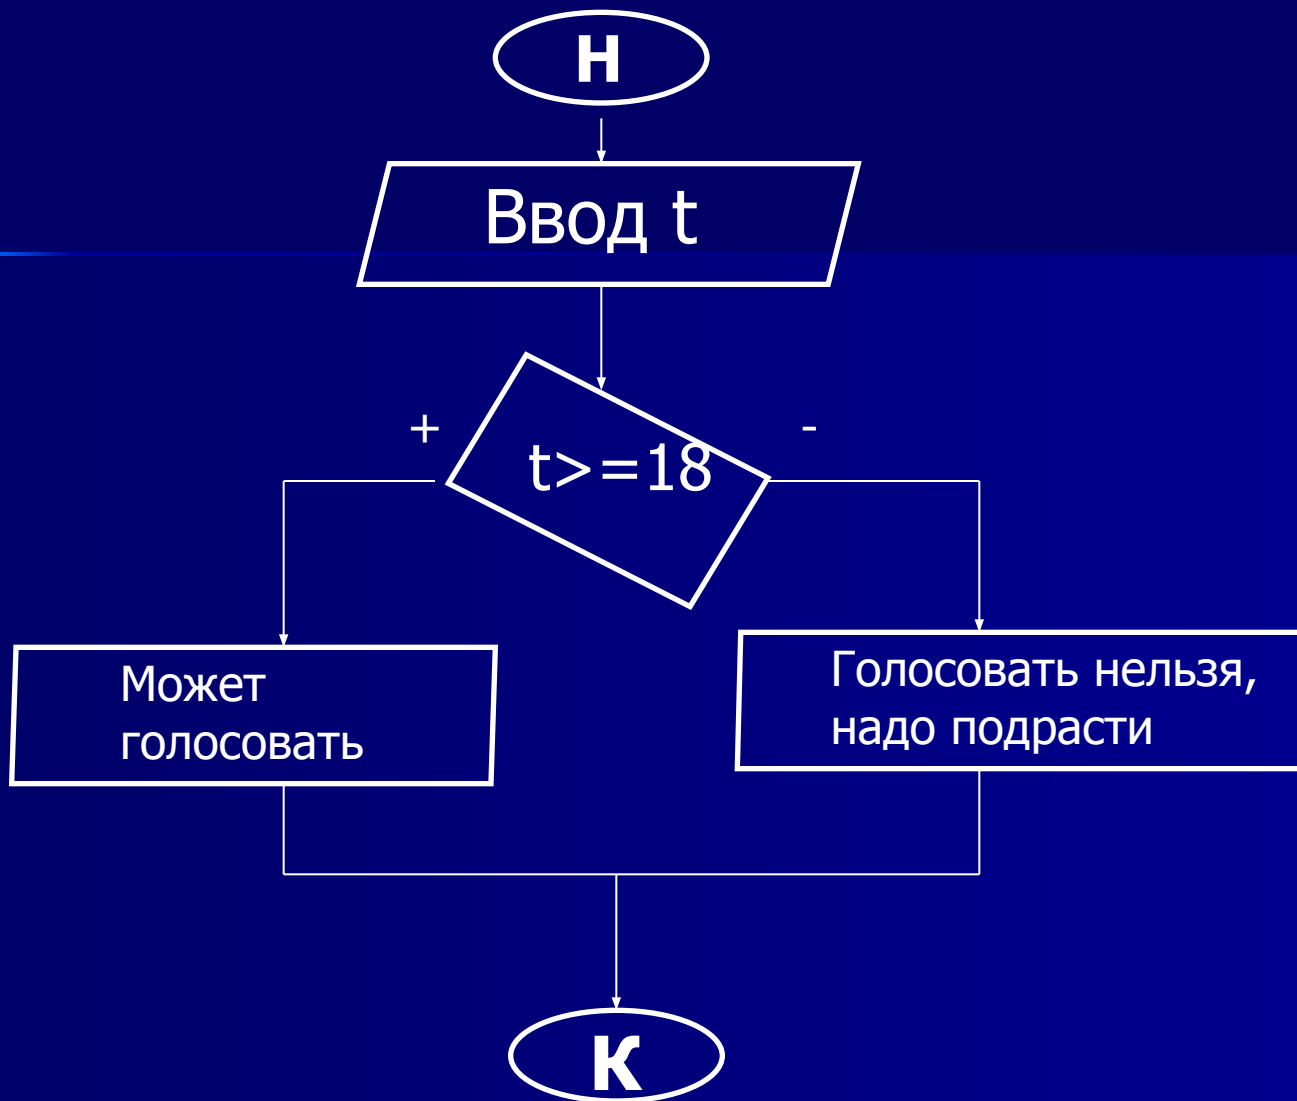 Н
Ввод t
+
-
t>=18
Может
голосовать
Голосовать нельзя,
надо подрасти
К